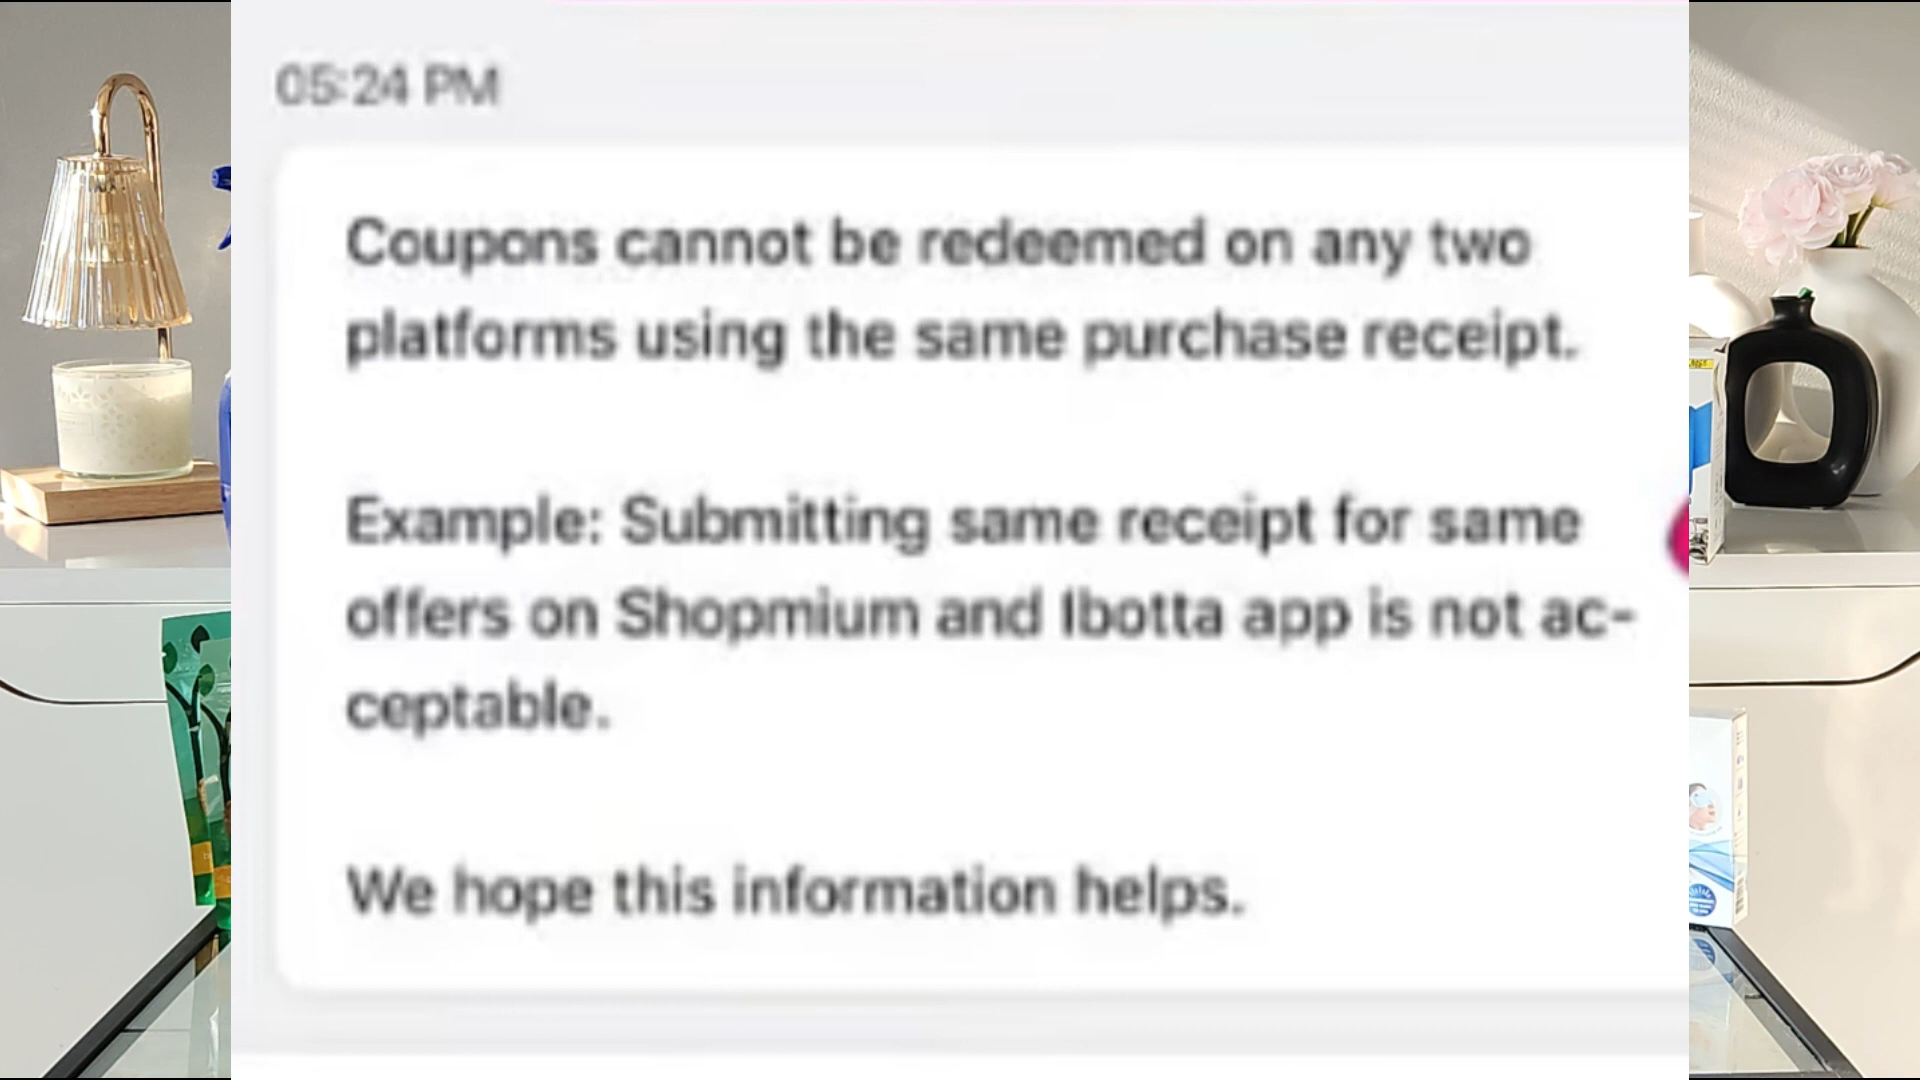 05:24 PM
Coupons cannot be redeemed on any two
platforms using the same purchase receipt.
Example: Submitting same receipt for same
offers on Shopmium and Ibotta app is not ac-
ceptable.
We hope this information helps.